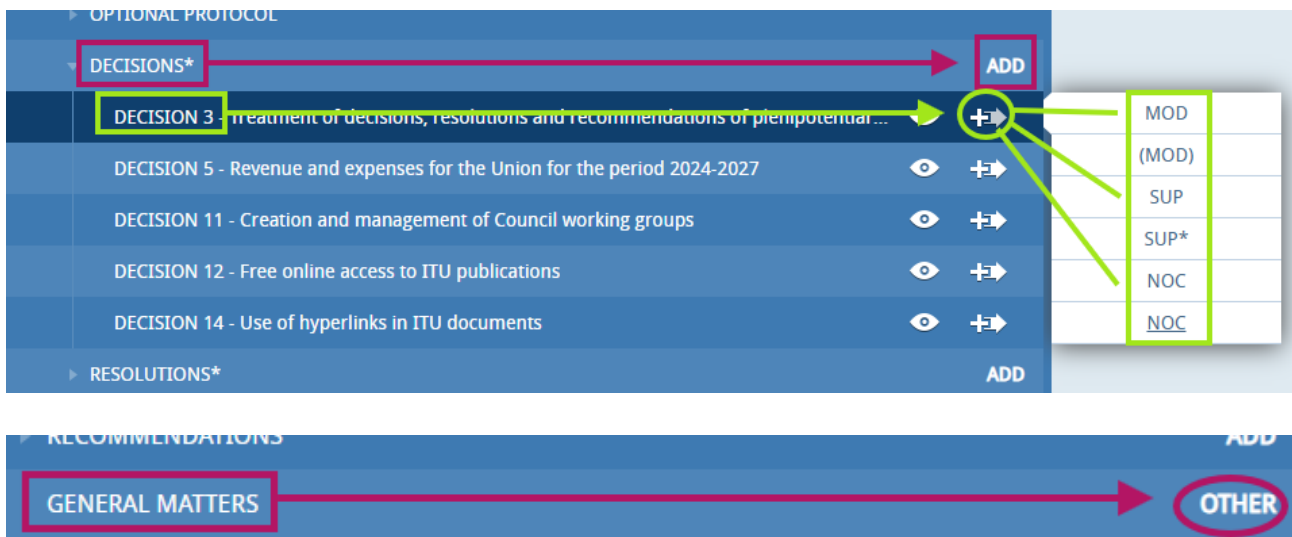 OPTIONAL PROTOCOL
DECISIONS* ADD
DECISION 3 - Treatment of decisions, resolutions and recommendations of plenipotentiar...
DECISION 5 - Revenue and expenses for the Union for the period 2024-2027
DECISION 11 - Creation and management of Council working groups
DECISION 12 - Free online access to ITU publications
DECISION 14 - Use of hyperlinks in ITU documents
RESOLUTIONS* ADD
MOD
(MOD)
SUP
SUP*
NOC
NOC
RECOMMENDATIONS ADD
GENERAL MATTERS OTHER